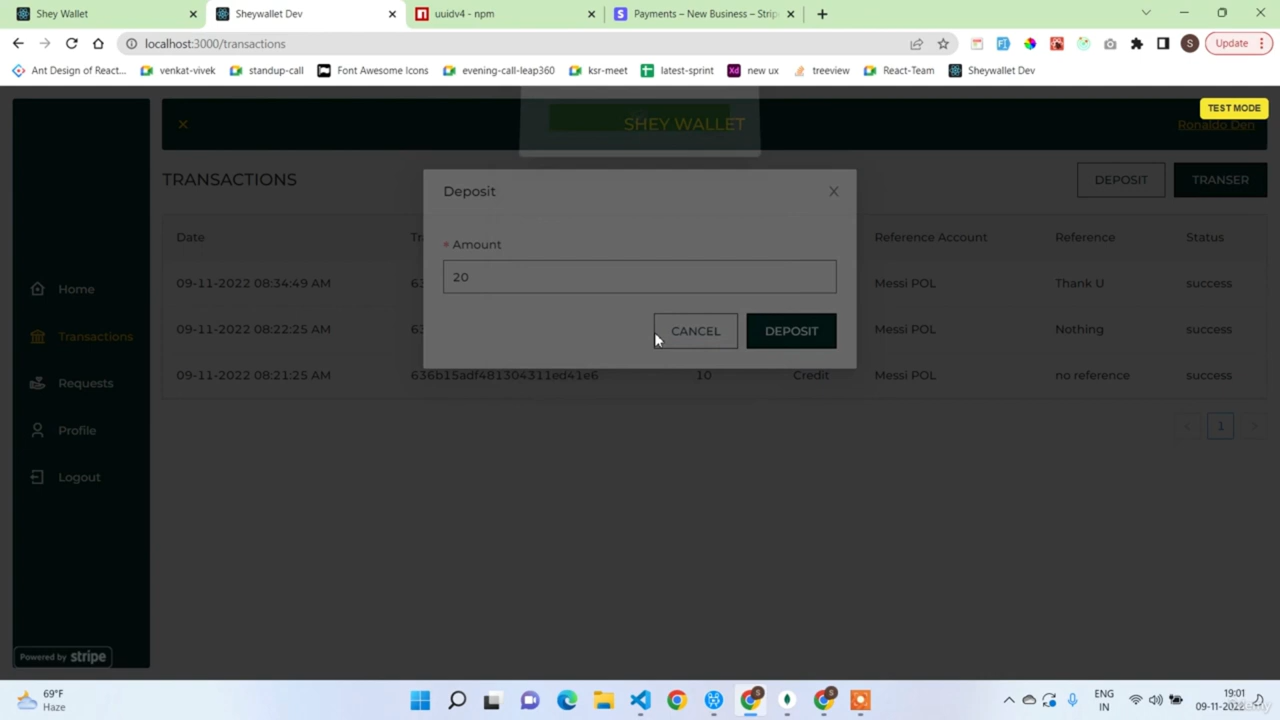 Shey Wallet
Sheywallet Dev
uuidv4 - npm
Payments – New Business – Strip
localhost:3000/transactions
S
Update
Ant Design of React...
venkat-vivek
standup-call
Font Awesome Icons
evening-call-leap360
ksr-meet
latest-sprint
new ux
treeview
React-Team
Sheywallet Dev
TEST MODE
SHEY WALLET
Ronaldo Den
TRANSACTIONS
DEPOSIT
TRANSER
Deposit
* Amount
20
CANCEL
DEPOSIT
Date
Reference Account
Reference
Status
09-11-2022 08:34:49 AM
Messi POL
Thank U
success
09-11-2022 08:22:25 AM
Messi POL
Nothing
success
09-11-2022 08:21:25 AM
636b15adf481304311ed41e6
10
Credit
Messi POL
no reference
success
1
Home
Transactions
Requests
Profile
Logout
Powered by stripe
69°F
Haze
ENG
IN
19:01
09-11-2022